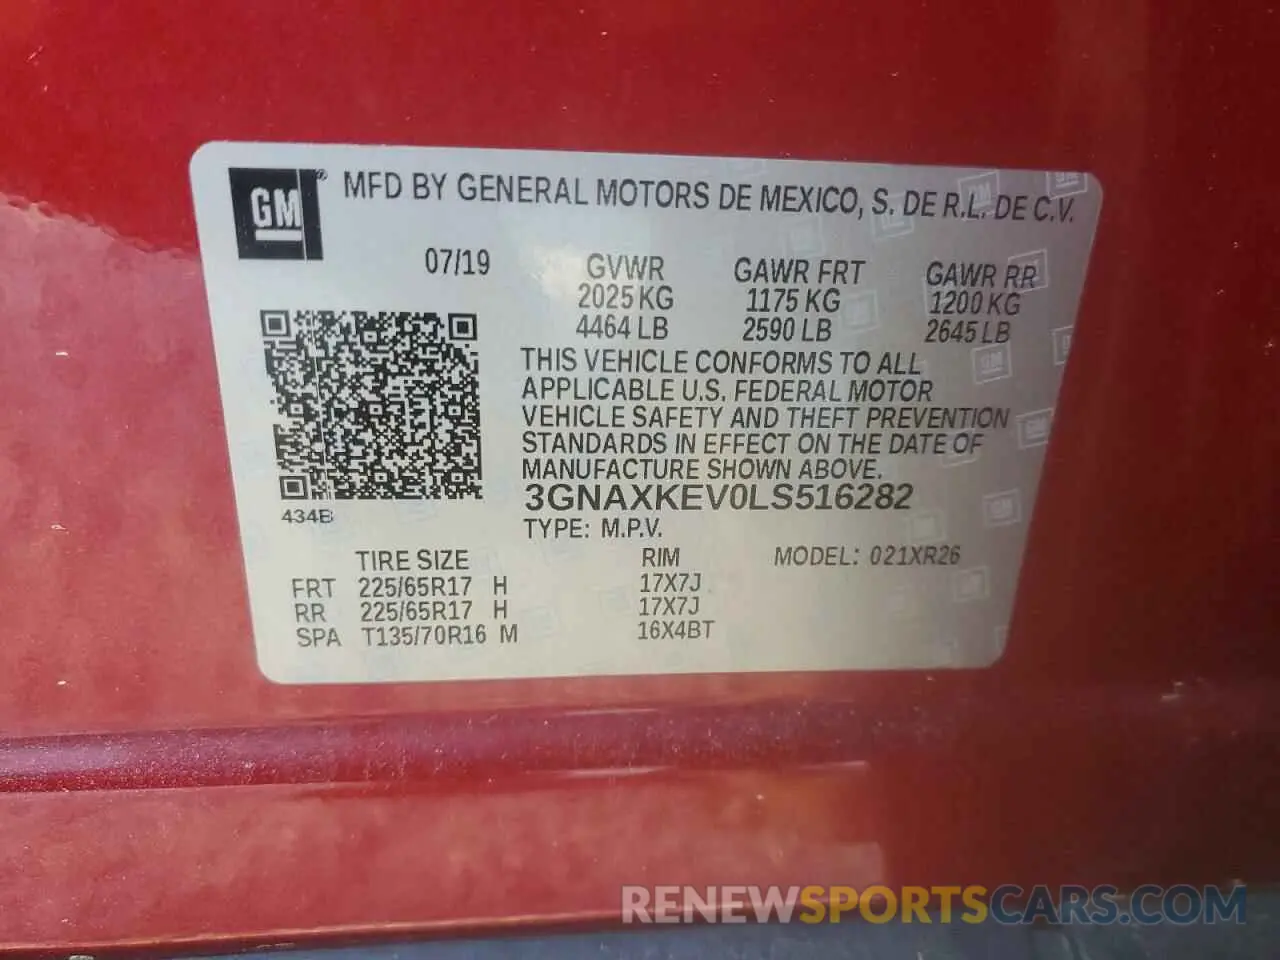 GM ® MFD BY GENERAL MOTORS DE MEXICO, S. DE R.L. DE C.V.
07/19 GVWR GAWR FRT GAWR RR
2025 KG 1175 KG 1200 KG
4464 LB 2590 LB 2645 LB
THIS VEHICLE CONFORMS TO ALL
APPLICABLE U.S. FEDERAL MOTOR
VEHICLE SAFETY AND THEFT PREVENTION
STANDARDS IN EFFECT ON THE DATE OF
MANUFACTURE SHOWN ABOVE.
3GNAXKEV0LS516282
434B
TYPE: M.P.V.
TIRE SIZE RIM MODEL: 021XR26
FRT 225/65R17 H 17X7J
RR 225/65R17 H 17X7J
SPA T135/70R16 M 16X4BT
RENEWSPORTSCARS.COM